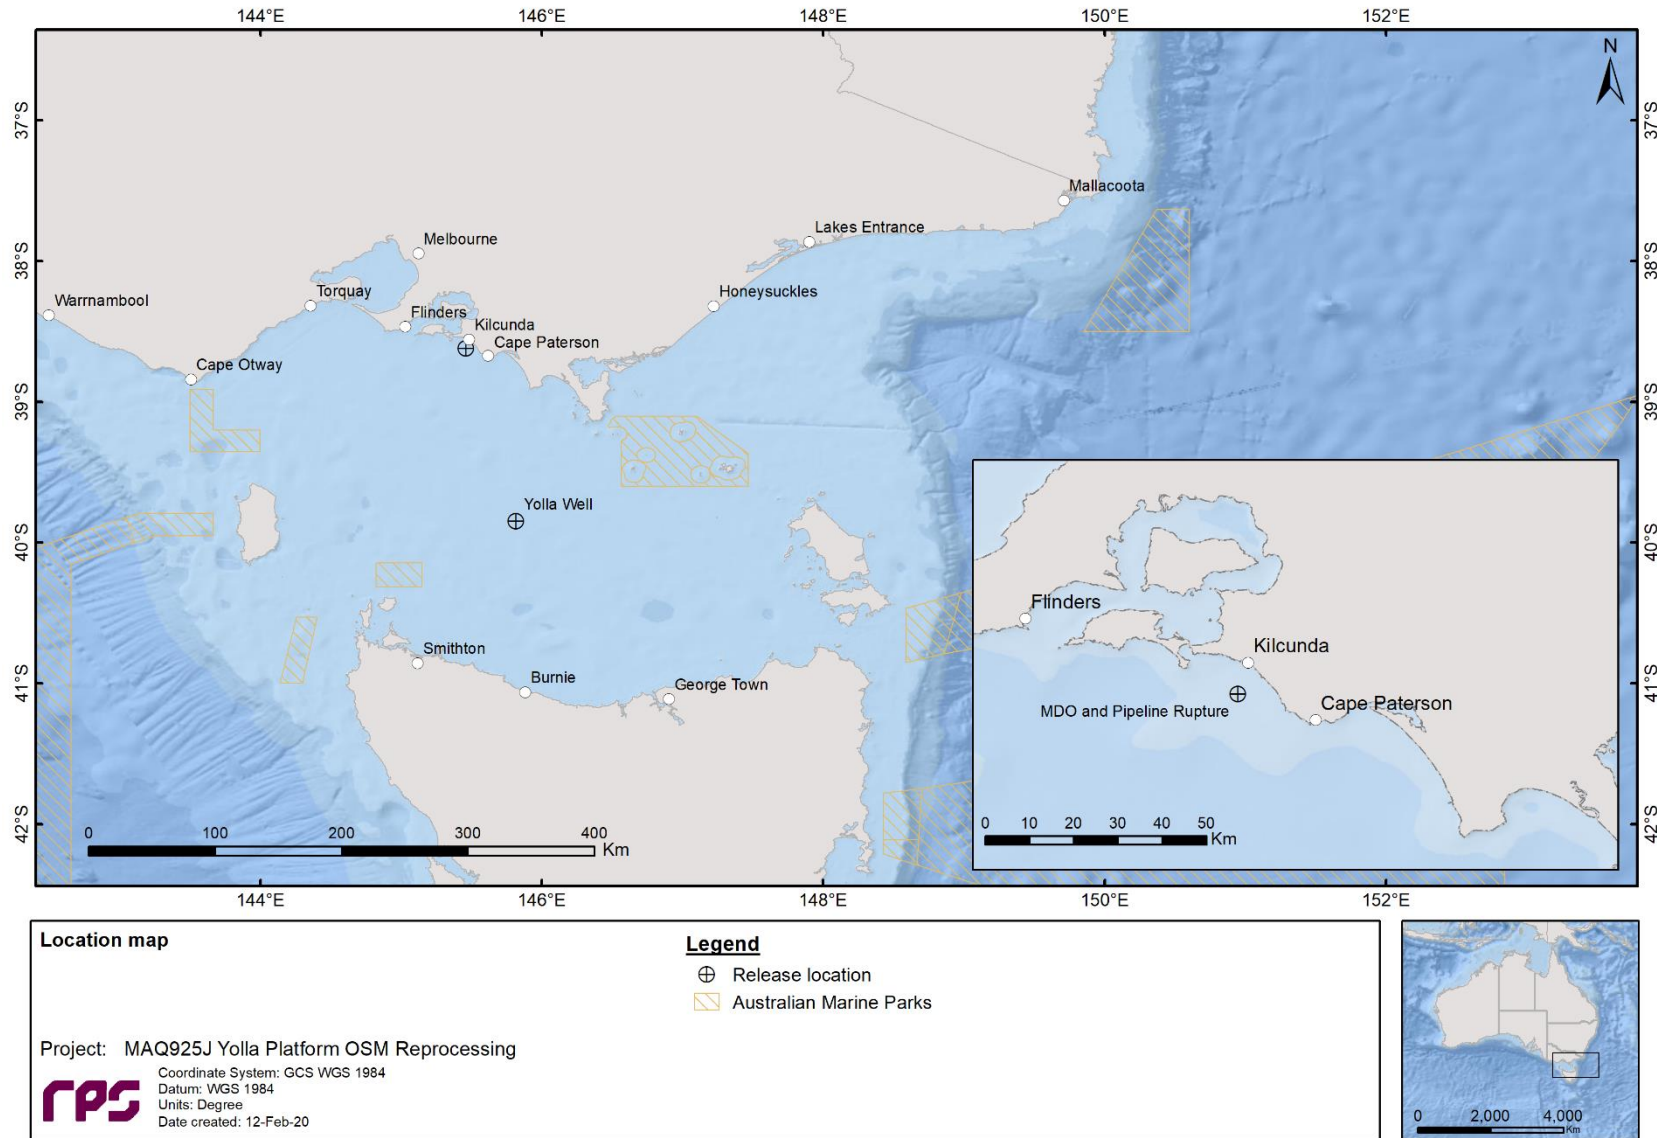 144°E
146°E
148°E
150°E
152°E
N
37°S
37°S
Mallacoota
Lakes Entrance
Melbourne
38°S
38°S
Warrnambool
Torquay
Honeysuckles
Flinders
Kilcunda
Cape Paterson
Cape Otway
39°S
39°S
Yolla Well
40°S
40°S
Flinders
Kilcunda
Smithton
Burnie
George Town
41°S
41°S
MDO and Pipeline Rupture
Cape Paterson
42°S
42°S
0 100 200 300 400 Km
0 10 20 30 40 50 Km
144°E
146°E
148°E
150°E
152°E
Location map
Legend
Release location
Australian Marine Parks
Project: MAQ925J Yolla Platform OSM Reprocessing
rps
Coordinate System: GCS WGS 1984
Datum: WGS 1984
Units: Degree
Date created: 12-Feb-20
0 2,000 4,000 Km